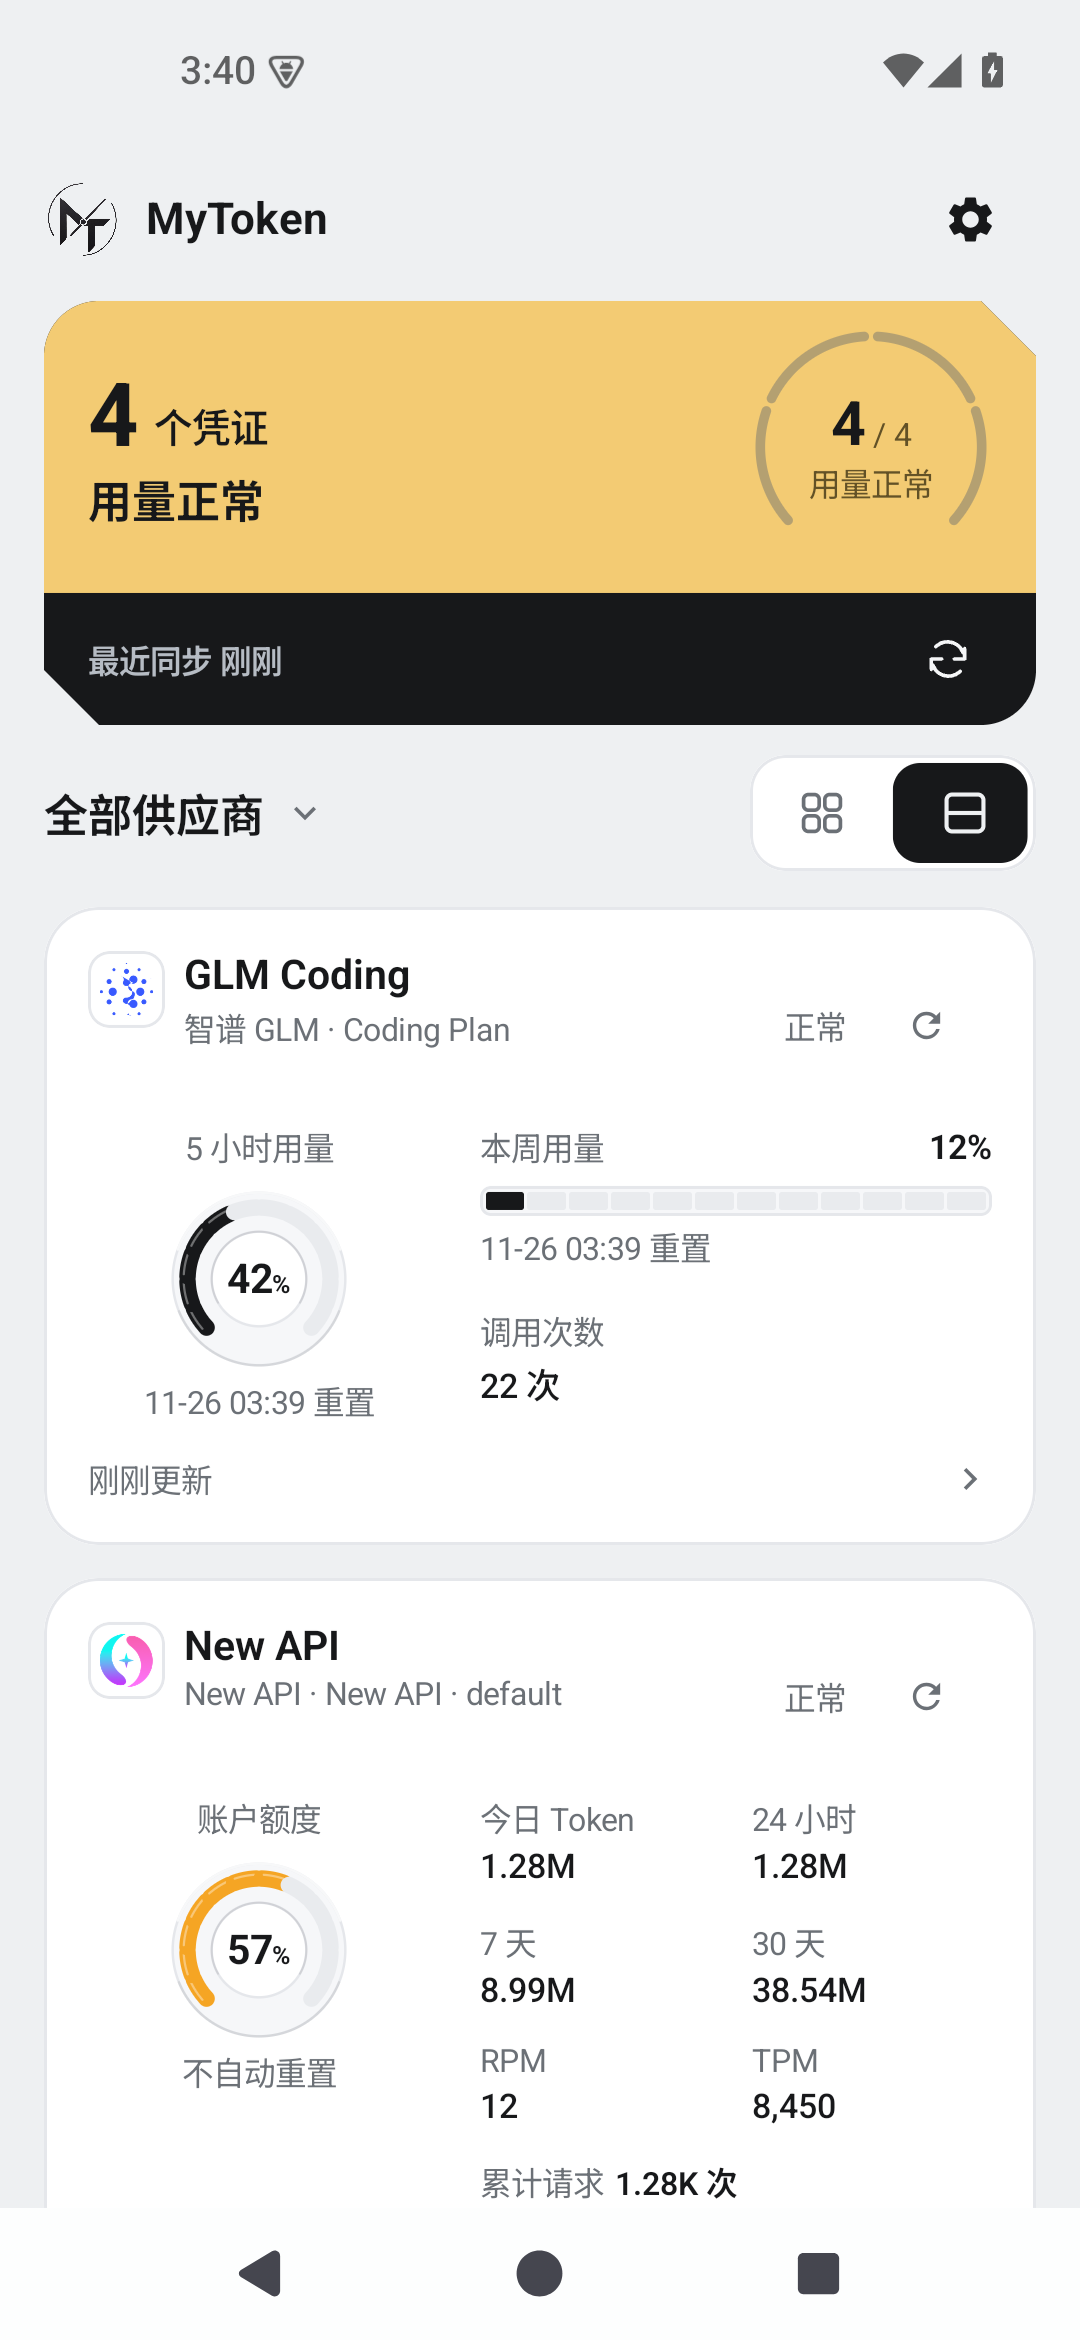 3:40
MyToken
4 个凭证
用量正常
4 / 4
用量正常
最近同步 刚刚
全部供应商
GLM Coding
智谱 GLM · Coding Plan
正常
5 小时用量
42%
11-26 03:39 重置
本周用量
12%
11-26 03:39 重置
调用次数
22 次
刚刚更新
New API
New API · New API · default
正常
账户额度
57%
不自动重置
今日 Token
24 小时
1.28M
1.28M
7 天
30 天
8.99M
38.54M
RPM
TPM
12
8,450
累计请求 1.28K 次